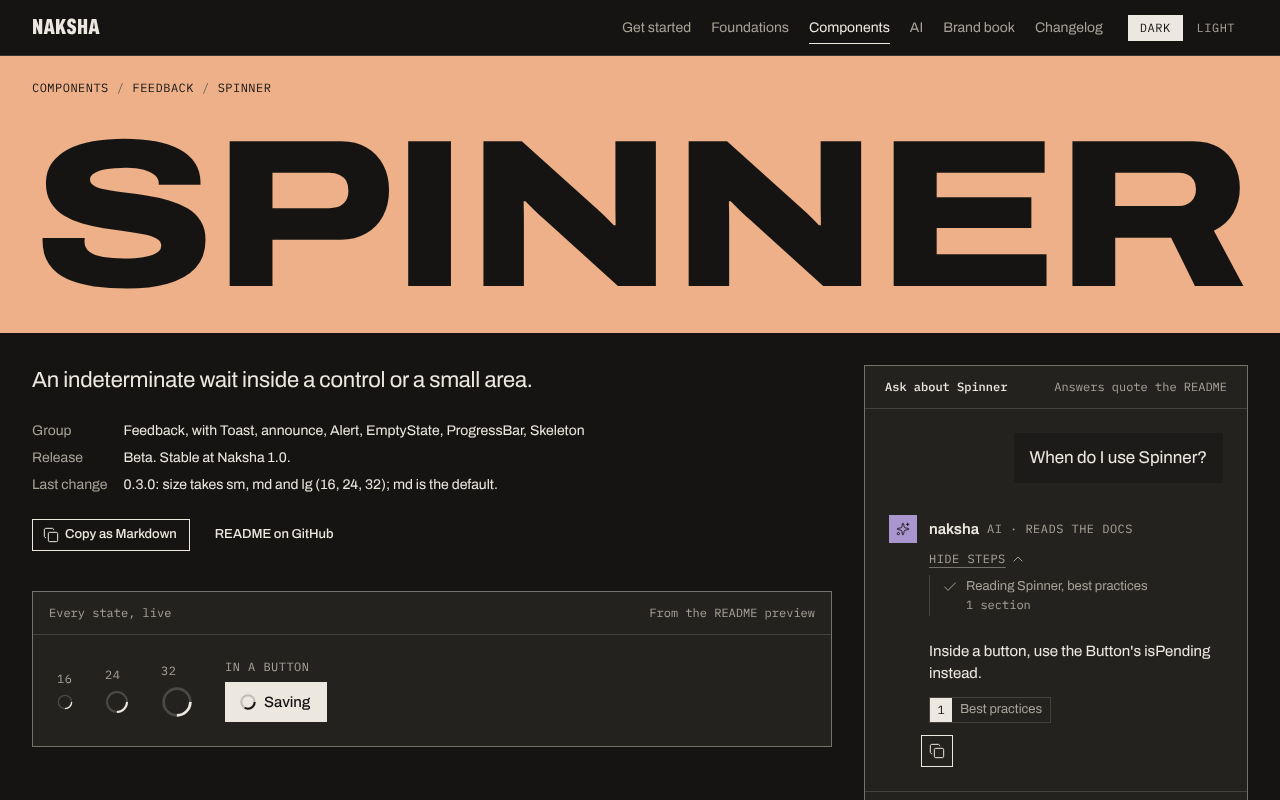 NAKSHA
Get started Foundations Components AI Brand book Changelog DARK LIGHT
COMPONENTS / FEEDBACK / SPINNER
SPINNER
An indeterminate wait inside a control or a small area.
Group Feedback, with Toast, announce, Alert, EmptyState, ProgressBar, Skeleton
Release Beta. Stable at Naksha 1.0.
Last change 0.3.0: size takes sm, md and lg (16, 24, 32); md is the default.
Copy as Markdown README on GitHub
Every state, live From the README preview
16 24 32 IN A BUTTON
Saving
Ask about Spinner Answers quote the README
When do I use Spinner?
naksha AI · READS THE DOCS
HIDE STEPS
Reading Spinner, best practices
1 section
Inside a button, use the Button's isPending
instead.
1 Best practices